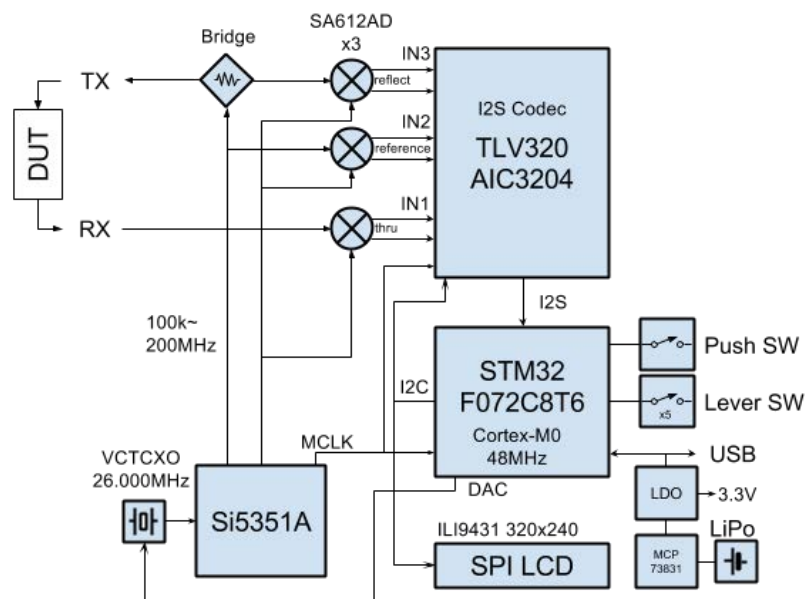 SA612AD
x3
Bridge
TX
IN3
reflect
I2S Codec
TLV320
AIC3204
IN2
reference
DUT
IN1
RX
thru
100k~
200MHz
I2S
Push SW
I2C
STM32
F072C8T6
Cortex-M0
48MHz
x5
Lever SW
MCLK
USB
VCTCXO
26.000MHz
DAC
LDO
3.3V
Si5351A
ILI9431 320x240
SPI LCD
LiPo
MCP
73831